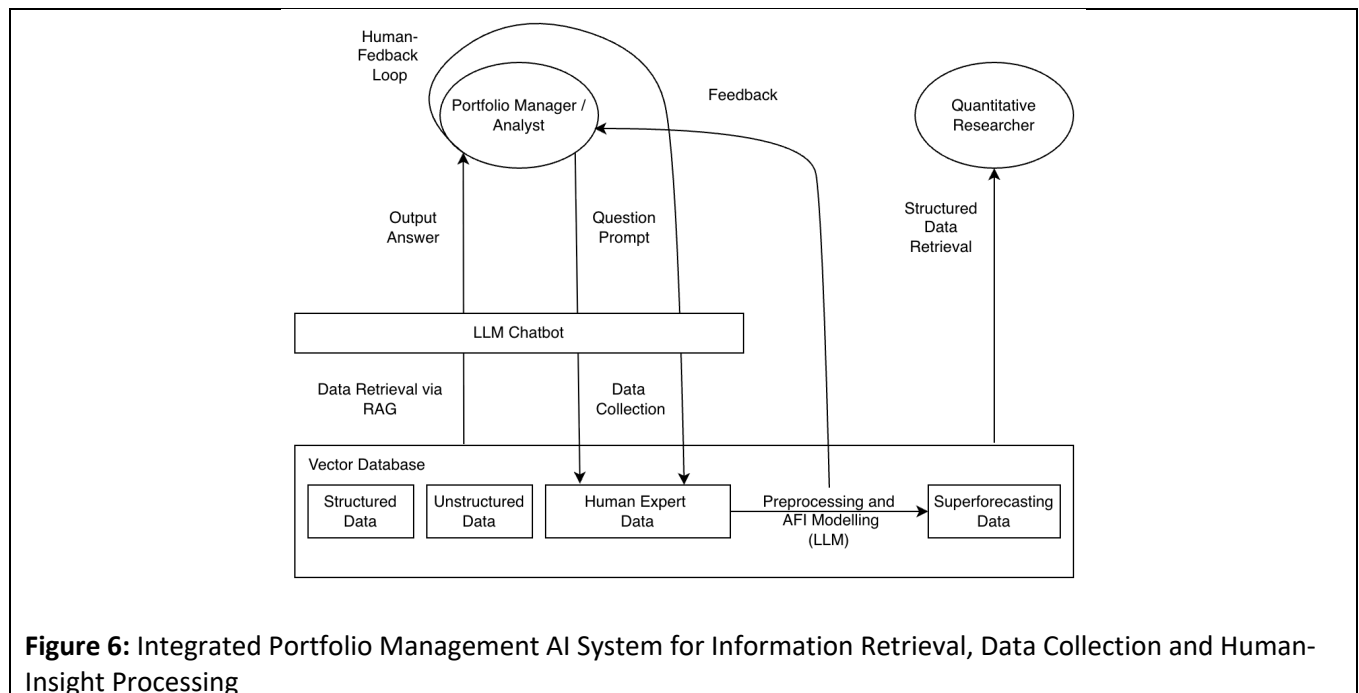 Human-
Fedback
Loop
Portfolio Manager /
Analyst
Feedback
Quantitative
Researcher
Output
Answer
Question
Prompt
Structured
Data
Retrieval
LLM Chatbot
Data Retrieval via
RAG
Data
Collection
Vector Database
Structured
Data
Unstructured
Data
Human Expert
Data
Preprocessing and
AFI Modelling
(LLM)
Superforecasting
Data
Figure 6: Integrated Portfolio Management AI System for Information Retrieval, Data Collection and Human-
Insight Processing